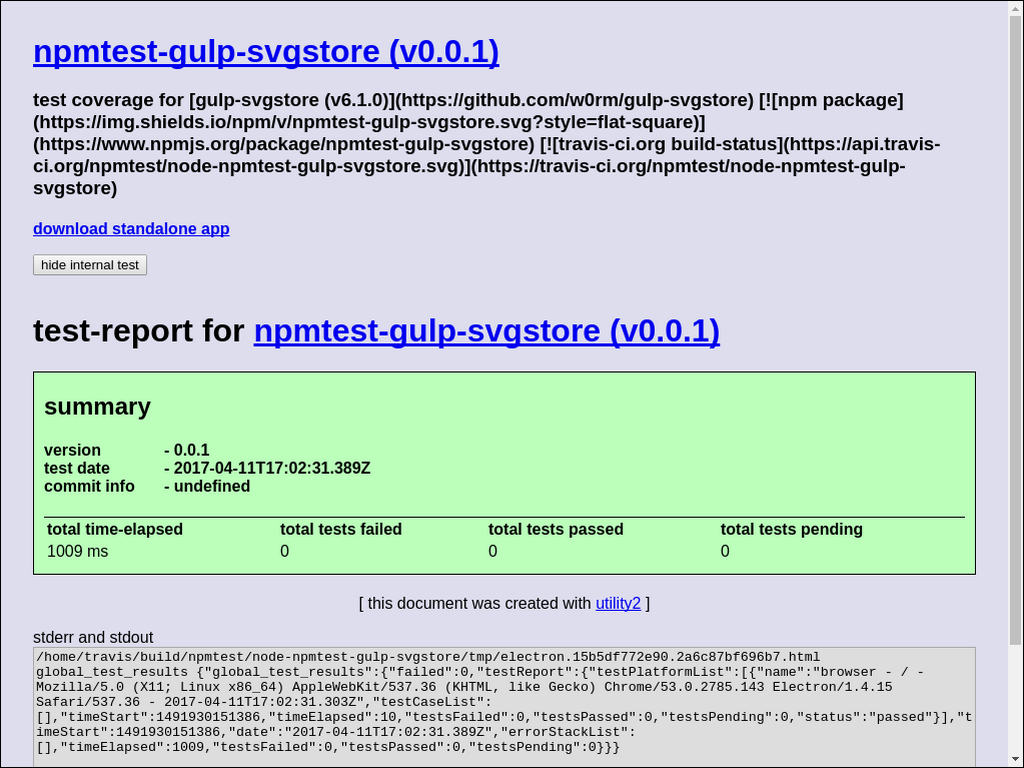 npmtest-gulp-svgstore (v0.0.1)
test coverage for [gulp-svgstore (v6.1.0)](https://github.com/w0rm/gulp-svgstore) [![npm package]
(https://img.shields.io/npm/v/npmtest-gulp-svgstore.svg?style=flat-square)]
(https://www.npmjs.org/package/npmtest-gulp-svgstore) [![travis-ci.org build-status](https://api.travis-
ci.org/npmtest/node-npmtest-gulp-svgstore.svg)](https://travis-ci.org/npmtest/node-npmtest-gulp-
svgstore)
download standalone app
hide internal test
test-report for npmtest-gulp-svgstore (v0.0.1)
summary
version - 0.0.1
test date - 2017-04-11T17:02:31.389Z
commit info - undefined
total time-elapsed total tests failed total tests passed total tests pending
1009 ms 0 0 0
[ this document was created with utility2 ]
stderr and stdout
/home/travis/build/npmtest/node-npmtest-gulp-svgstore/tmp/electron.15b5df772e90.2a6c87bf696b7.html
global_test_results {"global_test_results":{"failed":0,"testReport":{"testPlatformList":[{"name":"browser - / -
Mozilla/5.0 (X11; Linux x86_64) AppleWebKit/537.36 (KHTML, like Gecko) Chrome/53.0.2785.143 Electron/1.4.15
Safari/537.36 - 2017-04-11T17:02:31.303Z","testCaseList":
[],"timeStart":1491930151386,"timeElapsed":10,"testsFailed":0,"testsPassed":0,"testsPending":0,"status":"passed"}],"t
imeStart":1491930151386,"date":"2017-04-11T17:02:31.389Z","errorStackList":
[],"timeElapsed":1009,"testsFailed":0,"testsPassed":0,"testsPending":0}}}